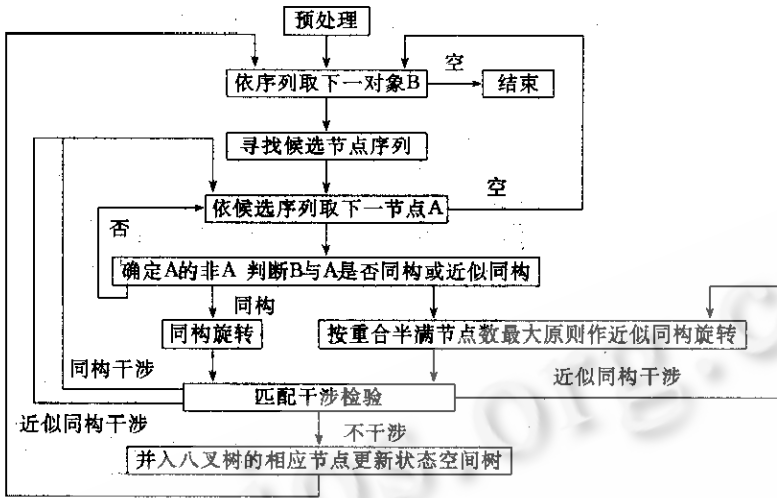 预处理
依序列取下一对象B
空
结束
寻找候选节点序列
依候选序列取下一节点A
空
否
确定A的非A 判断B与A是否同构或近似同构
同构
同构旋转
按重合半满节点数最大原则作近似同构旋转
同构干涉
近似同构干涉
匹配干涉检验
近似同构干涉
不干涉
并入八叉树的相应节点更新状态空间树